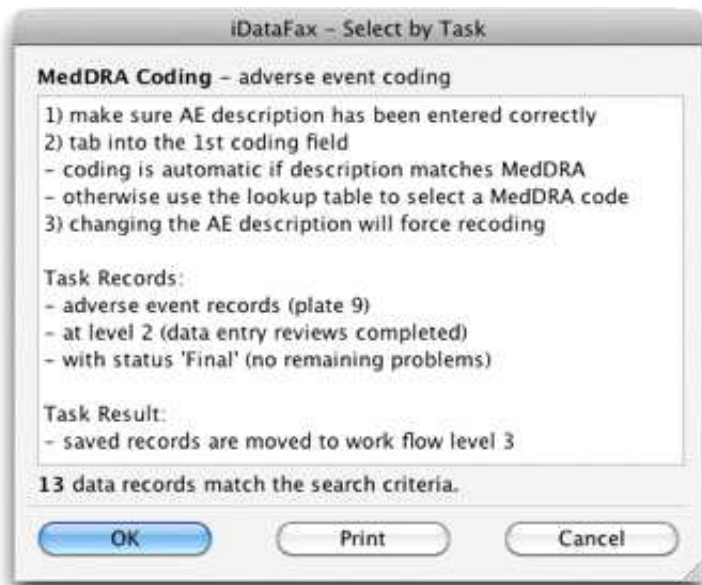 iDataFax – Select by Task
MedDRA Coding – adverse event coding
1) make sure AE description has been entered correctly
2) tab into the 1st coding field
– coding is automatic if description matches MedDRA
– otherwise use the lookup table to select a MedDRA code
3) changing the AE description will force recoding
Task Records:
– adverse event records (plate 9)
– at level 2 (data entry reviews completed)
– with status 'Final' (no remaining problems)
Task Result:
– saved records are moved to work flow level 3
13 data records match the search criteria.
OK Print Cancel